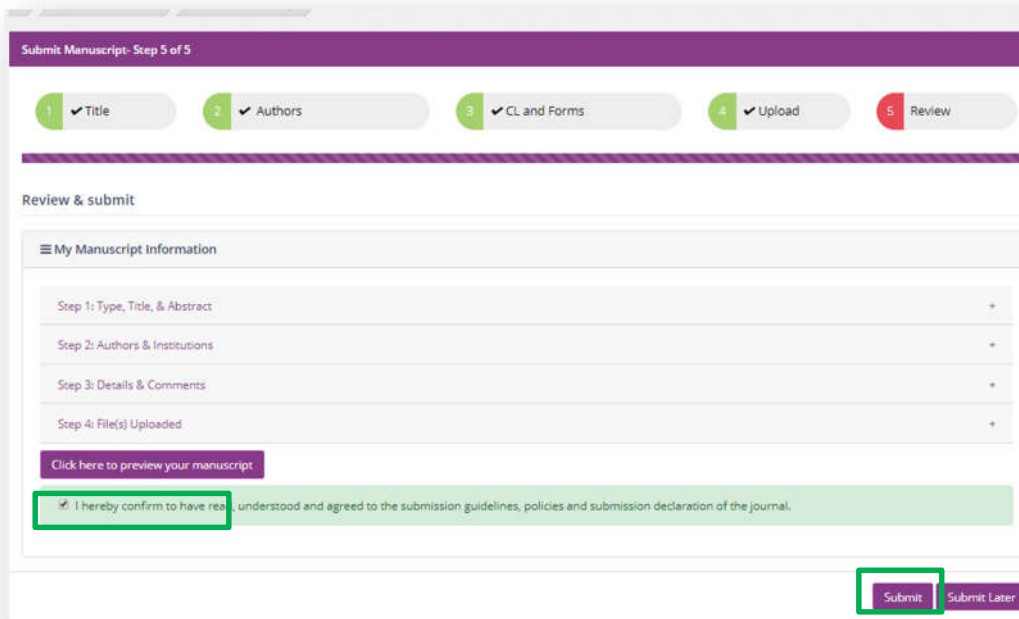 Submit Manuscript- Step 5 of 5
1 ✔ Title 2 ✔ Authors 3 ✔ CL and Forms 4 ✔ Upload 5 Review
Review & submit
☰ My Manuscript Information
Step 1: Type, Title, & Abstract +
Step 2: Authors & Institutions +
Step 3: Details & Comments +
Step 4: File(s) Uploaded +
Click here to preview your manuscript
I hereby confirm to have read, understood and agreed to the submission guidelines, policies and submission declaration of the journal.
Submit Submit Later